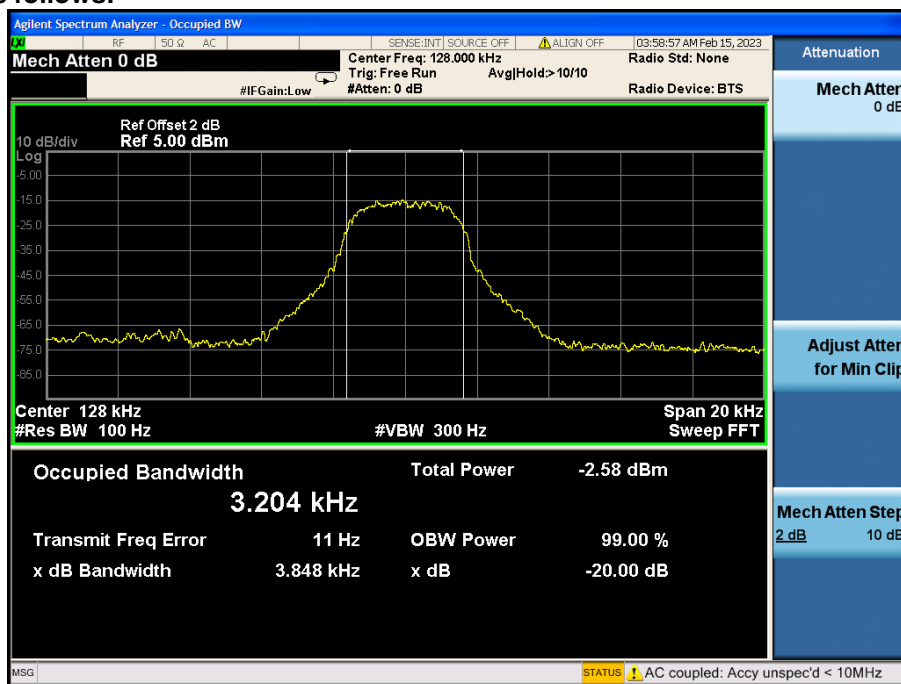 Agilent Spectrum Analyzer - Occupied BW
LXI RF 50 Ω AC SENSE:INT SOURCE OFF ALIGN OFF 03:58:57 AM Feb 15, 2023
Mech Atten 0 dB
Center Freq: 128.000 kHz
Radio Std: None
Trig: Free Run Avg|Hold:>10/10
#IFGain:Low #Atten: 0 dB Radio Device: BTS
Ref Offset 2 dB
10 dB/div Ref 5.00 dBm
Log
-5.00
-15.0
-25.0
-35.0
-45.0
-55.0
-65.0
-75.0
-85.0
Center 128 kHz Span 20 kHz
#Res BW 100 Hz #VBW 300 Hz Sweep FFT
Occupied Bandwidth Total Power -2.58 dBm
3.204 kHz
Transmit Freq Error 11 Hz OBW Power 99.00 %
x dB Bandwidth 3.848 kHz x dB -20.00 dB
Attenuation
Mech Atten
0 dB
Adjust Atten
for Min Clip
Mech Atten Step
2 dB 10 dB
MSG STATUS AC coupled: Accy unspec'd < 10MHz